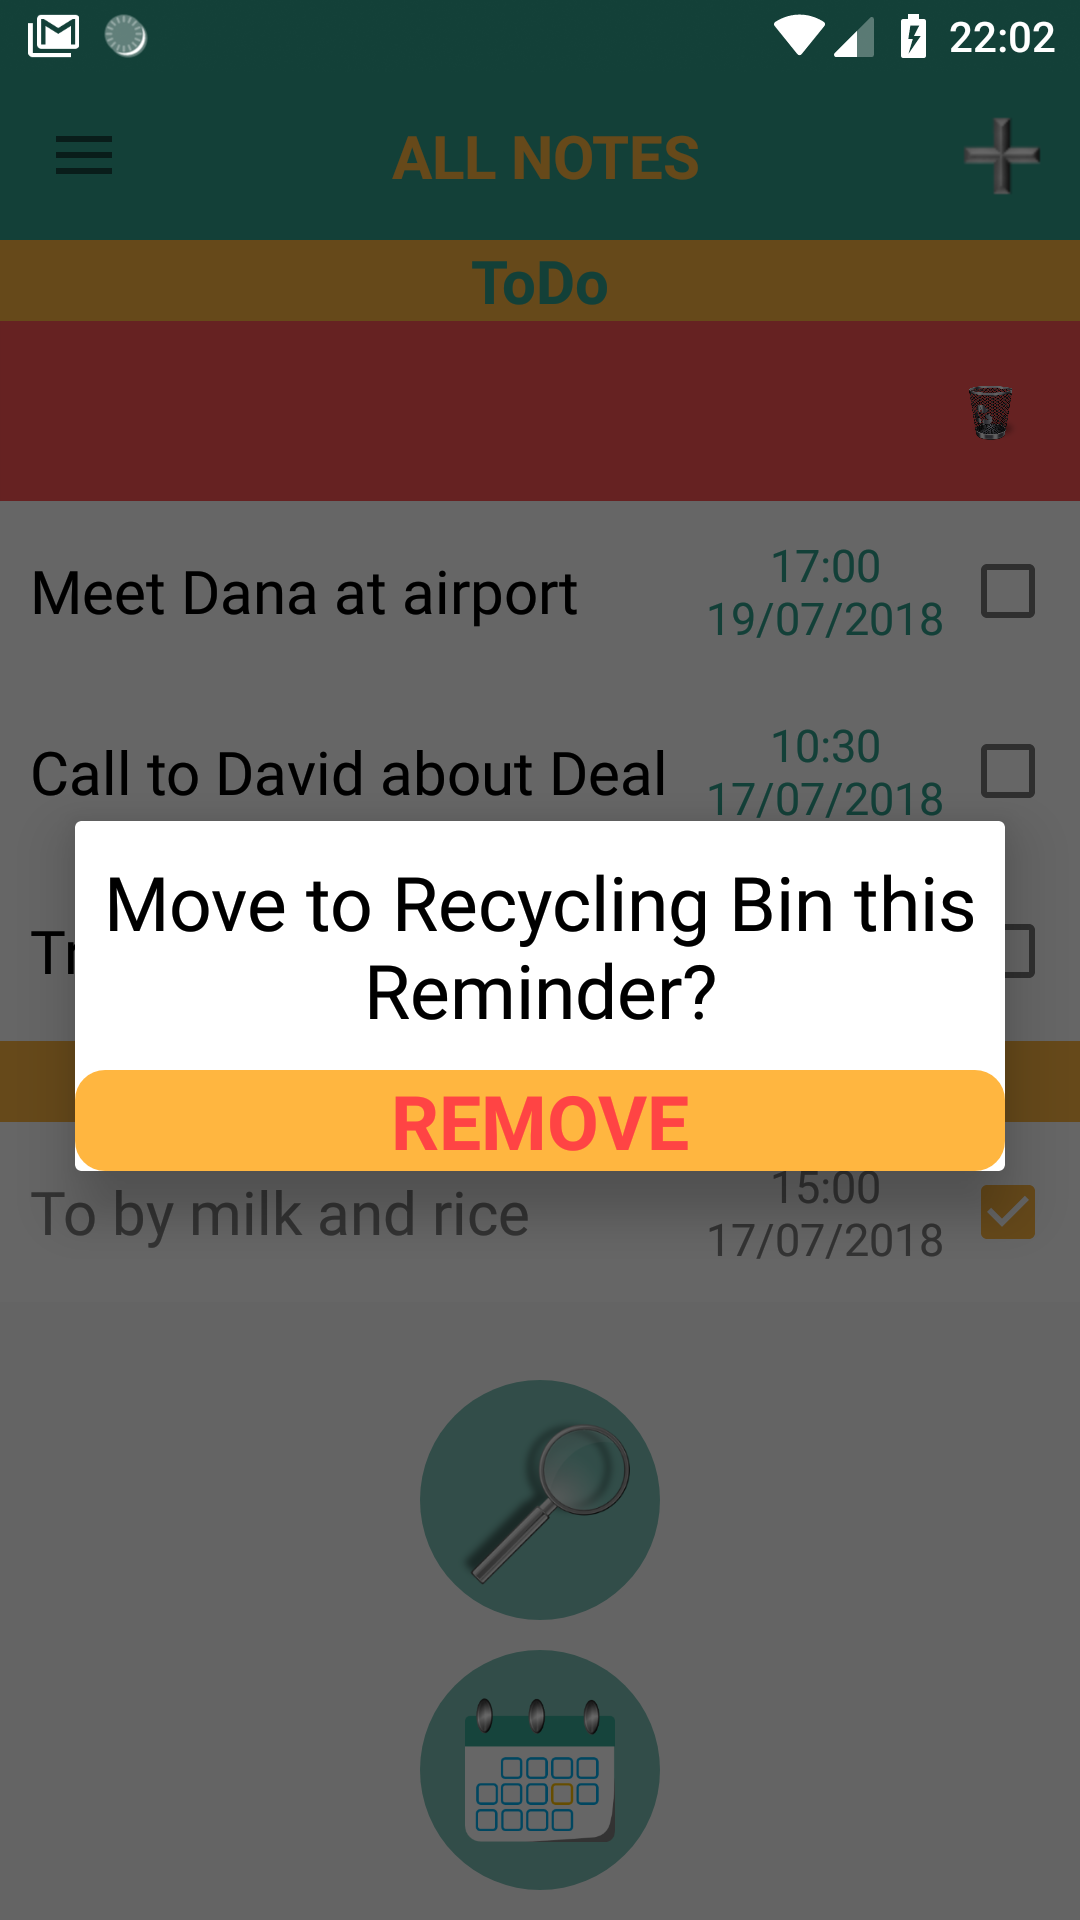 22:02
ALL NOTES
ToDo
Meet Dana at airport
17:00
19/07/2018
Call to David about Deal
10:30
17/07/2018
Move to Recycling Bin this
Reminder?
REMOVE
To by milk and rice
15:00
17/07/2018